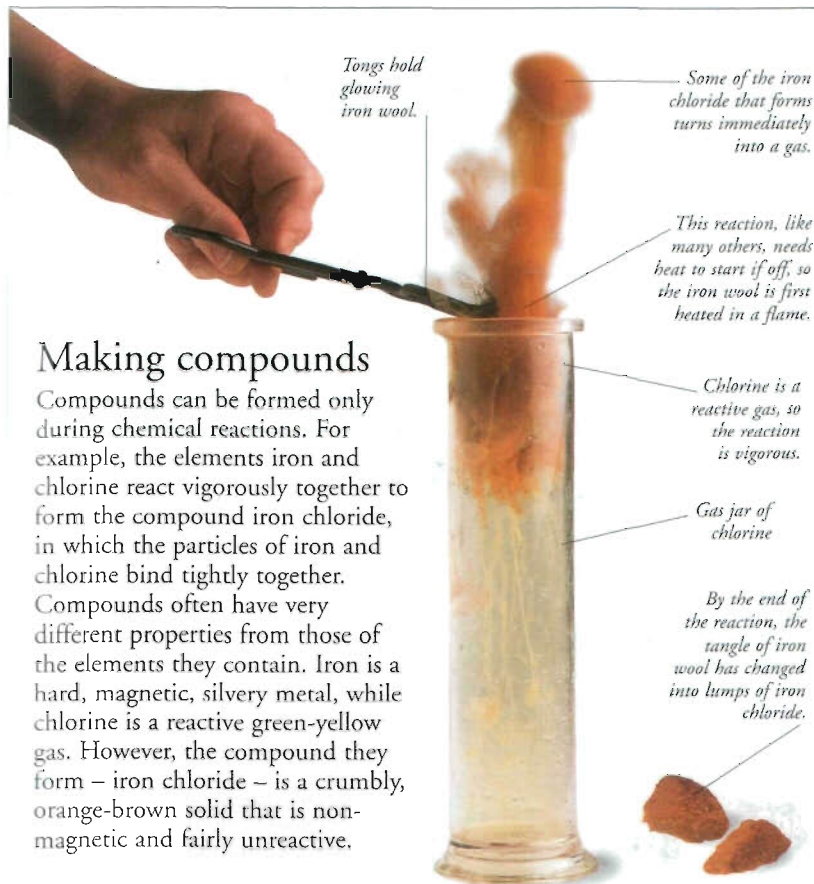 Tongs hold
glowing
iron wool.
Some of the iron
chloride that forms
turns immediately
into a gas.
This reaction, like
many others, needs
heat to start if off, so
the iron wool is first
heated in a flame.
Making compounds
Compounds can be formed only
during chemical reactions. For
example, the elements iron and
chlorine react vigorously together to
form the compound iron chloride,
in which the particles of iron and
chlorine bind tightly together.
Compounds often have very
different properties from those of
the elements they contain. Iron is a
hard, magnetic, silvery metal, while
chlorine is a reactive green-yellow
gas. However, the compound they
form – iron chloride – is a crumbly,
orange-brown solid that is non-
magnetic and fairly unreactive.
Chlorine is a
reactive gas, so
the reaction
is vigorous.
Gas jar of
chlorine
By the end of
the reaction, the
tangle of iron
wool has changed
into lumps of iron
chloride.